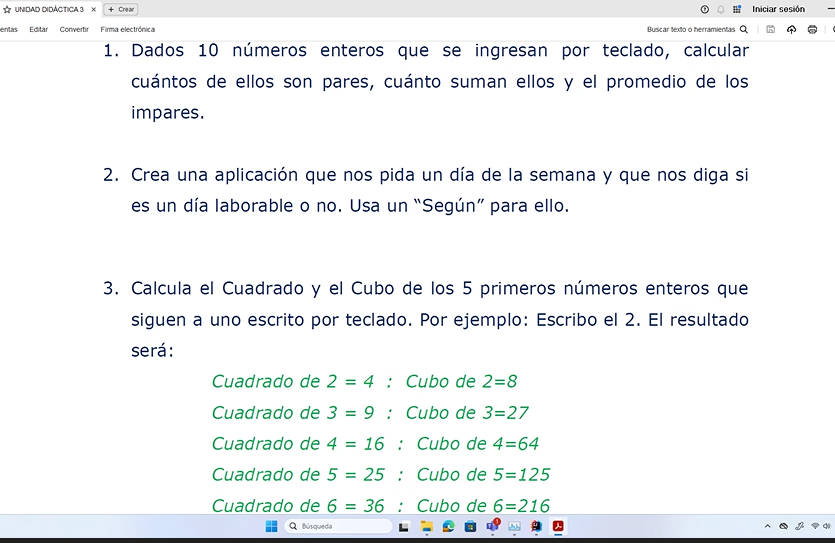 UNIDAD DIDÁCTICA 3
+ Crear
Iniciar sesión
entas Editar Convertir Firma electrónica
Buscar texto o herramientas
1. Dados 10 números enteros que se ingresan por teclado, calcular
cuántos de ellos son pares, cuánto suman ellos y el promedio de los
impares.
2. Crea una aplicación que nos pida un día de la semana y que nos diga si
es un día laborable o no. Usa un “Según” para ello.
3. Calcula el Cuadrado y el Cubo de los 5 primeros números enteros que
siguen a uno escrito por teclado. Por ejemplo: Escribo el 2. El resultado
será:
Cuadrado de 2 = 4 : Cubo de 2=8
Cuadrado de 3 = 9 : Cubo de 3=27
Cuadrado de 4 = 16 : Cubo de 4=64
Cuadrado de 5 = 25 : Cubo de 5=125
Cuadrado de 6 = 36 : Cubo de 6=216
Búsqueda